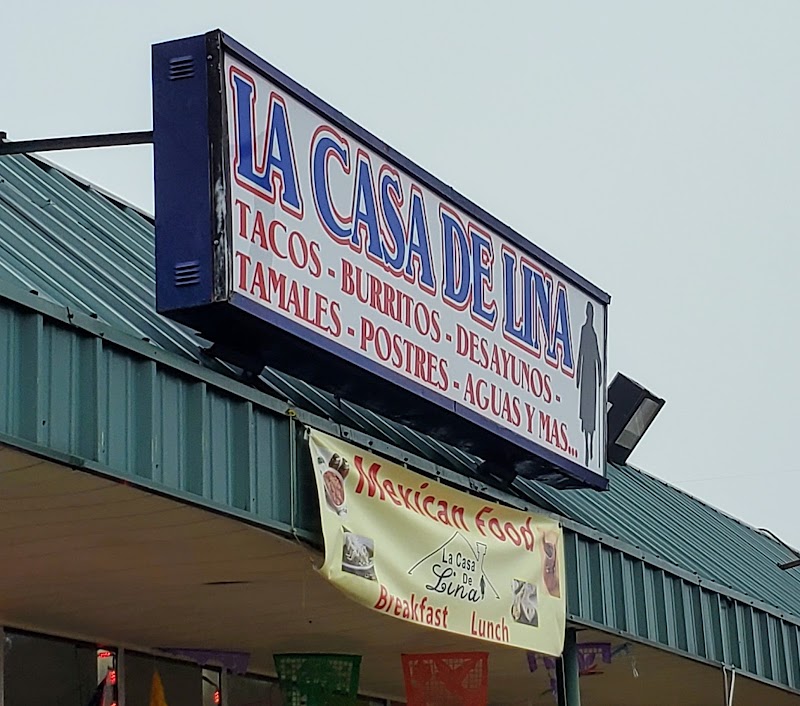 LA CASA DE LINA
TACOS - BURRITOS - DESAYUNOS -
TAMALES - POSTRES - AGUAS Y MAS...
Mexican Food
La Casa
De
Lina
Breakfast Lunch